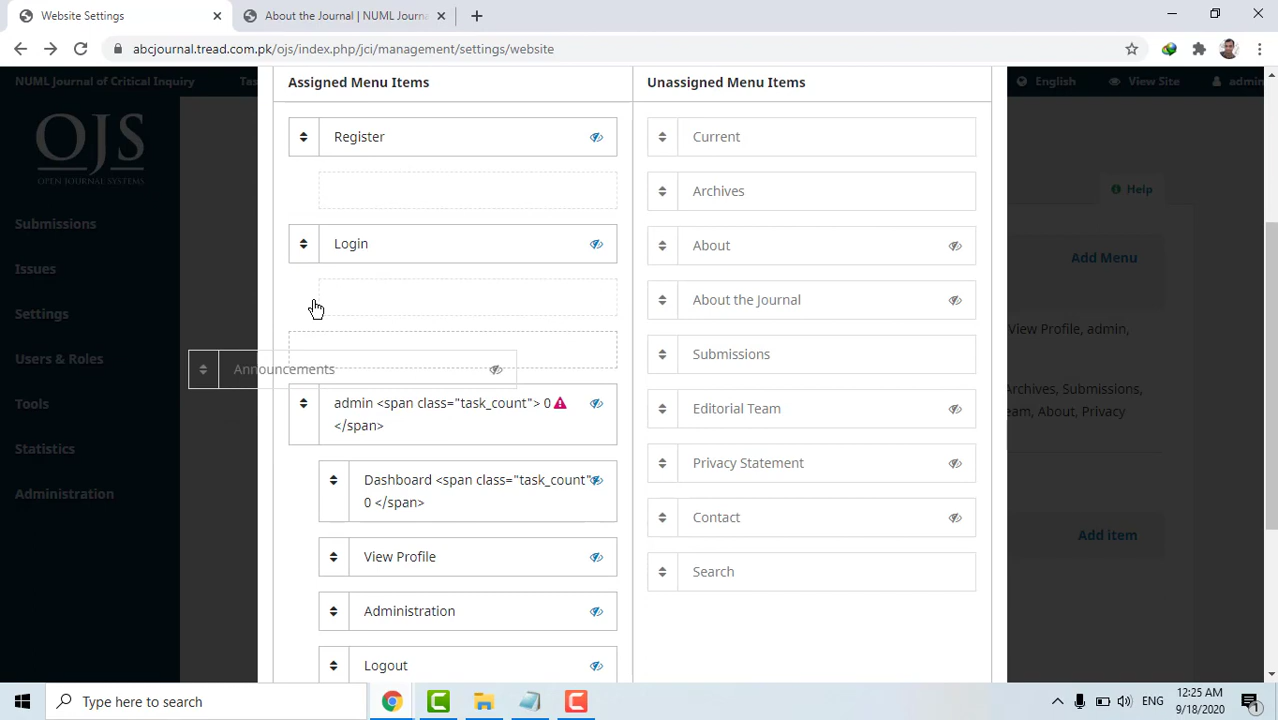 Website Settings
About the Journal | NUML Journa
abcjournal.tread.com.pk/ojs/index.php/jci/management/settings/website
NUML Journal of Critical Inquiry
Tas
English
View Site
admin
Assigned Menu Items
Unassigned Menu Items
OJS
OPEN JOURNAL SYSTEMS
Submissions
Issues
Settings
Users & Roles
Tools
Statistics
Administration
Register
Login
Announcements
admin <span class="task_count"> 0
</span>
Dashboard <span class="task_count"
0 </span>
View Profile
Administration
Logout
Current
Archives
About
About the Journal
Submissions
Editorial Team
Privacy Statement
Contact
Search
Help
Add Menu
View Profile, admin,
Archives, Submissions,
eam, About, Privacy
Add item
Type here to search
ENG
12:25 AM
9/18/2020
1